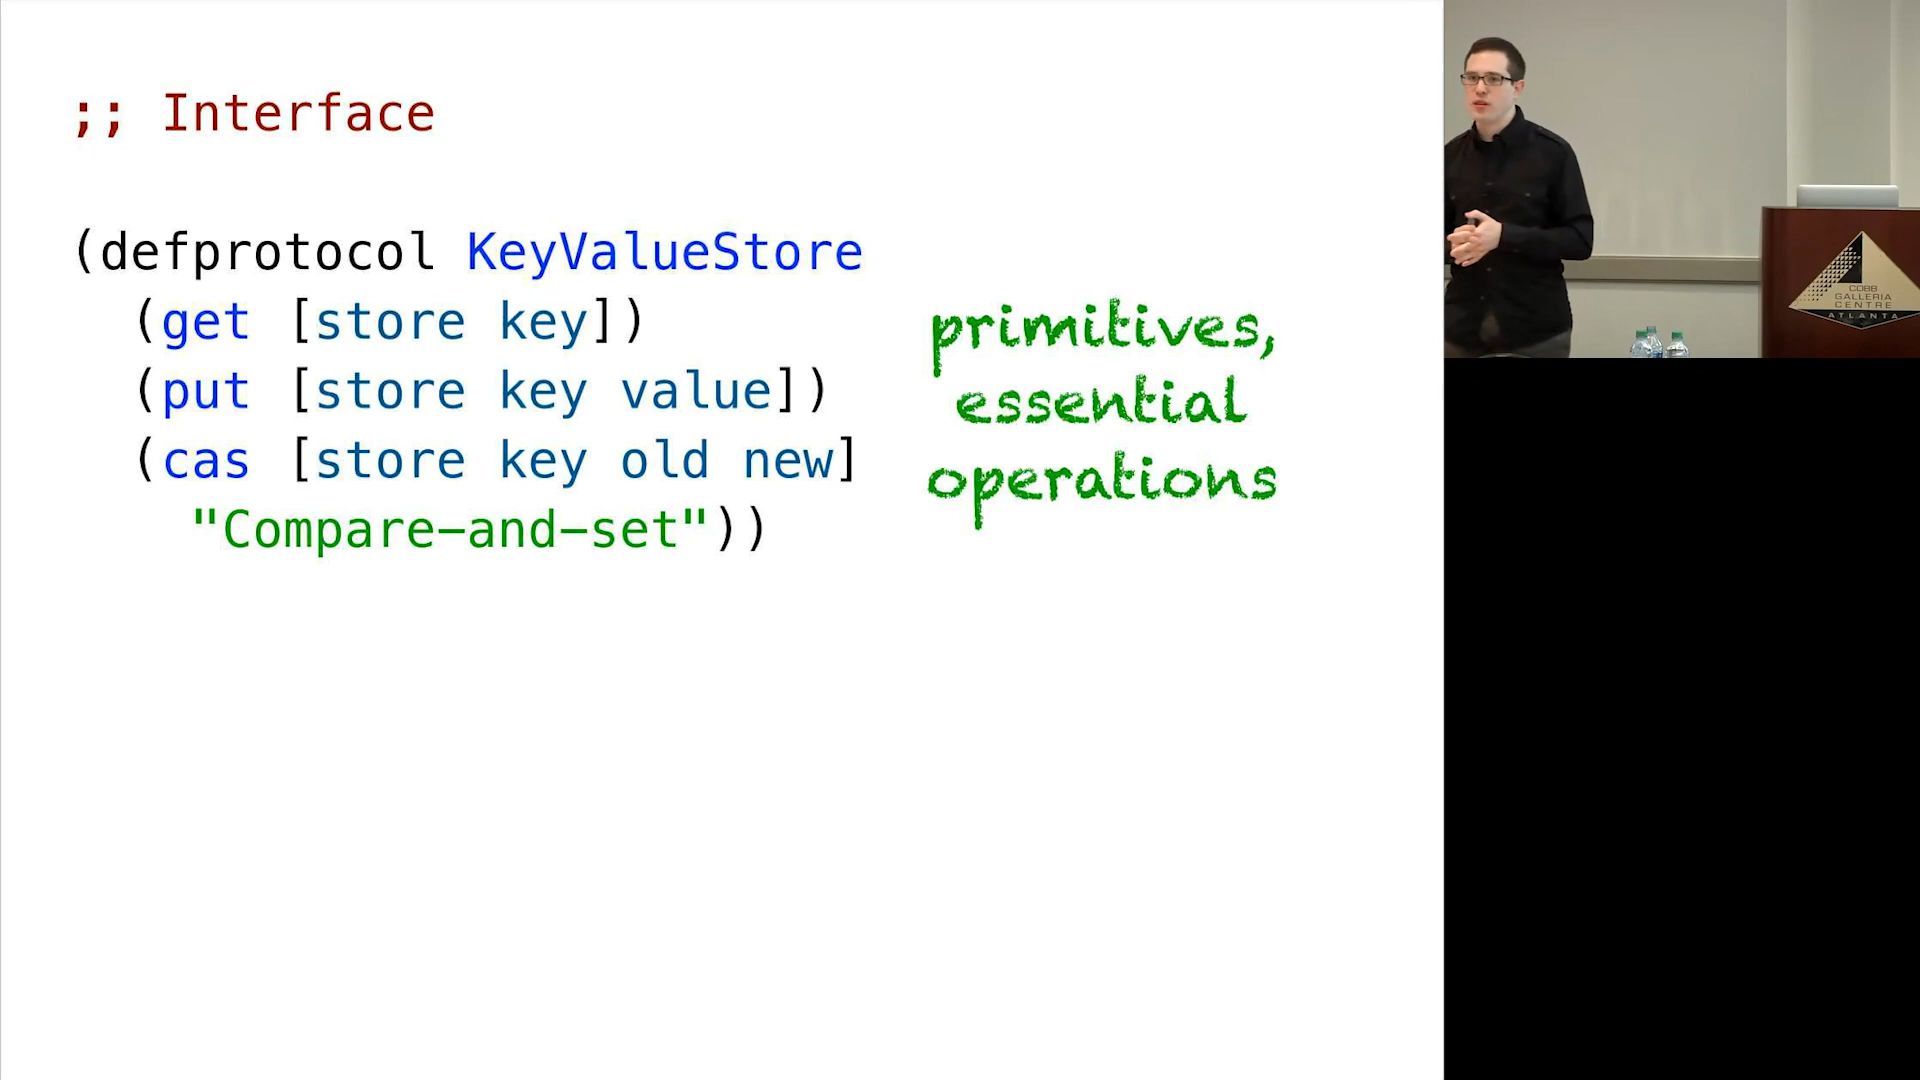 ;; Interface
(defprotocol KeyValueStore
(get [store key])
(put [store key value])
(cas [store key old new]
"Compare-and-set"))
primitives,
essential
operations
COBB
GALLERIA
CENTRE
ATLANTA